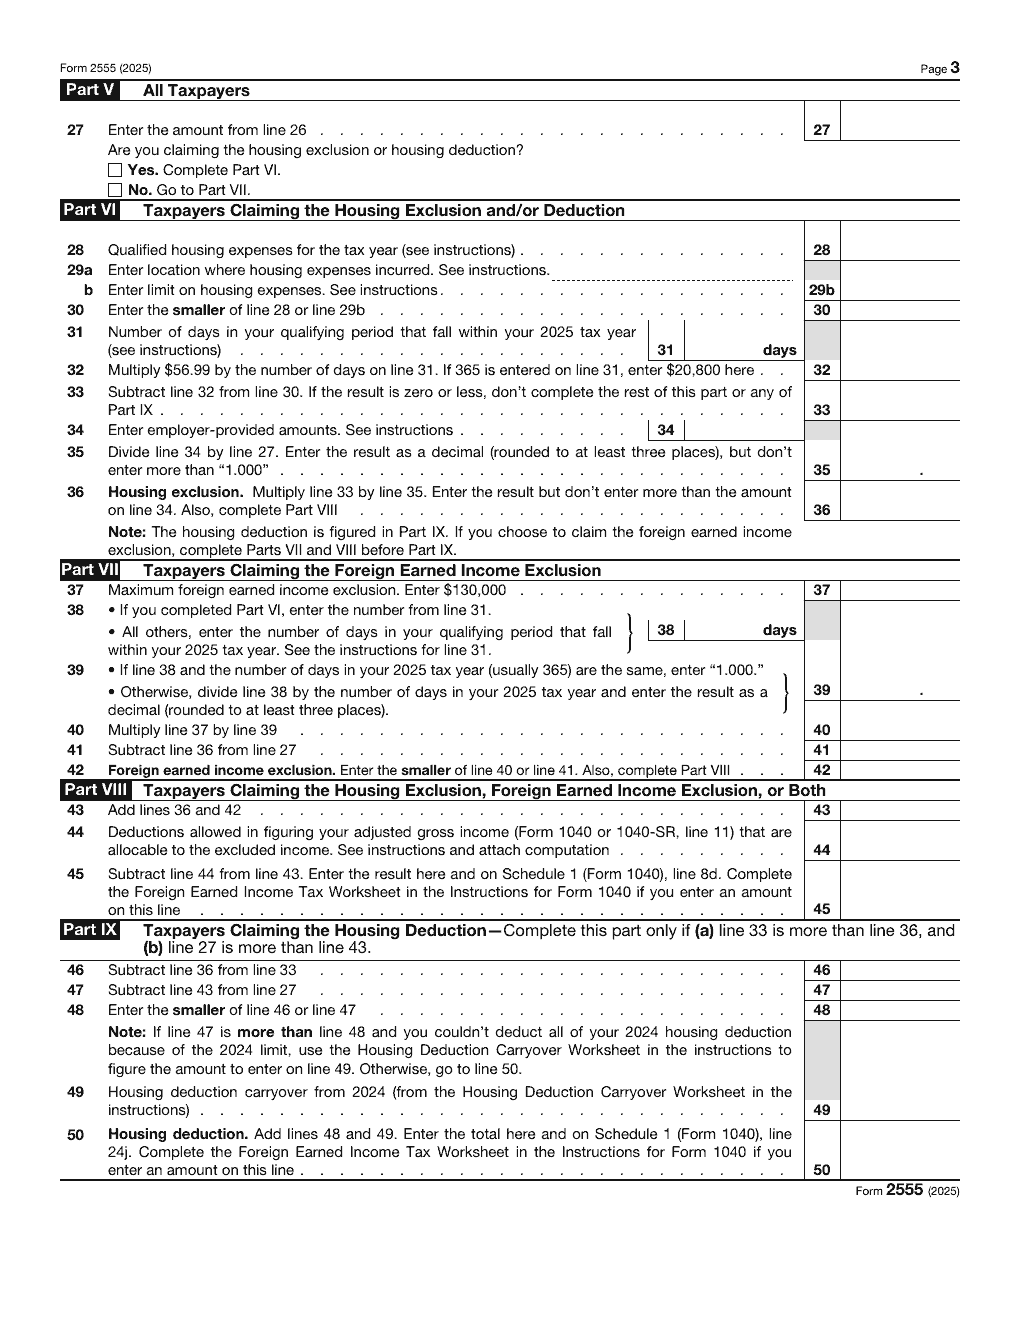 Form 2555 (2025) Page 3
Part V All Taxpayers
27 Enter the amount from line 26 . . . . . . . . . . . . . . . . . . . . . . . . 27
Are you claiming the housing exclusion or housing deduction?
Yes. Complete Part VI.
No. Go to Part VII.
Part VI Taxpayers Claiming the Housing Exclusion and/or Deduction
28 Qualified housing expenses for the tax year (see instructions) . . . . . . . . . . . . . . 28
29a Enter location where housing expenses incurred. See instructions.
b Enter limit on housing expenses. See instructions . . . . . . . . . . . . . . . . . . 29b
30 Enter the smaller of line 28 or line 29b . . . . . . . . . . . . . . . . . . . . . 30
31 Number of days in your qualifying period that fall within your 2025 tax year
(see instructions) . . . . . . . . . . . . . . . . . . . . 31 days
32 Multiply $56.99 by the number of days on line 31. If 365 is entered on line 31, enter $20,800 here . . 32
33 Subtract line 32 from line 30. If the result is zero or less, don't complete the rest of this part or any of
Part IX . . . . . . . . . . . . . . . . . . . . . . . . . . . . . . . . 33
34 Enter employer-provided amounts. See instructions . . . . . . . . . 34
35 Divide line 34 by line 27. Enter the result as a decimal (rounded to at least three places), but don't
enter more than “1.000” . . . . . . . . . . . . . . . . . . . . . . . . . . 35 .
36 Housing exclusion. Multiply line 33 by line 35. Enter the result but don't enter more than the amount
on line 34. Also, complete Part VIII . . . . . . . . . . . . . . . . . . . . . . 36
Note: The housing deduction is figured in Part IX. If you choose to claim the foreign earned income
exclusion, complete Parts VII and VIII before Part IX.
Part VII Taxpayers Claiming the Foreign Earned Income Exclusion
37 Maximum foreign earned income exclusion. Enter $130,000 . . . . . . . . . . . . . . 37
38 • If you completed Part VI, enter the number from line 31.
• All others, enter the number of days in your qualifying period that fall } 38 days
within your 2025 tax year. See the instructions for line 31.
39 • If line 38 and the number of days in your 2025 tax year (usually 365) are the same, enter “1.000.”
• Otherwise, divide line 38 by the number of days in your 2025 tax year and enter the result as a } 39 .
decimal (rounded to at least three places).
40 Multiply line 37 by line 39 . . . . . . . . . . . . . . . . . . . . . . . . . 40
41 Subtract line 36 from line 27 . . . . . . . . . . . . . . . . . . . . . . . . 41
42 Foreign earned income exclusion. Enter the smaller of line 40 or line 41. Also, complete Part VIII . . . 42
Part VIII Taxpayers Claiming the Housing Exclusion, Foreign Earned Income Exclusion, or Both
43 Add lines 36 and 42 . . . . . . . . . . . . . . . . . . . . . . . . . . . 43
44 Deductions allowed in figuring your adjusted gross income (Form 1040 or 1040-SR, line 11) that are
allocable to the excluded income. See instructions and attach computation . . . . . . . . . 44
45 Subtract line 44 from line 43. Enter the result here and on Schedule 1 (Form 1040), line 8d. Complete
the Foreign Earned Income Tax Worksheet in the Instructions for Form 1040 if you enter an amount
on this line . . . . . . . . . . . . . . . . . . . . . . . . . . . . . . 45
Part IX Taxpayers Claiming the Housing Deduction—Complete this part only if (a) line 33 is more than line 36, and
(b) line 27 is more than line 43.
46 Subtract line 36 from line 33 . . . . . . . . . . . . . . . . . . . . . . . . 46
47 Subtract line 43 from line 27 . . . . . . . . . . . . . . . . . . . . . . . . 47
48 Enter the smaller of line 46 or line 47 . . . . . . . . . . . . . . . . . . . . . 48
Note: If line 47 is more than line 48 and you couldn't deduct all of your 2024 housing deduction
because of the 2024 limit, use the Housing Deduction Carryover Worksheet in the instructions to
figure the amount to enter on line 49. Otherwise, go to line 50.
49 Housing deduction carryover from 2024 (from the Housing Deduction Carryover Worksheet in the
instructions) . . . . . . . . . . . . . . . . . . . . . . . . . . . . . . 49
50 Housing deduction. Add lines 48 and 49. Enter the total here and on Schedule 1 (Form 1040), line
24j. Complete the Foreign Earned Income Tax Worksheet in the Instructions for Form 1040 if you
enter an amount on this line . . . . . . . . . . . . . . . . . . . . . . . . . 50
Form 2555 (2025)